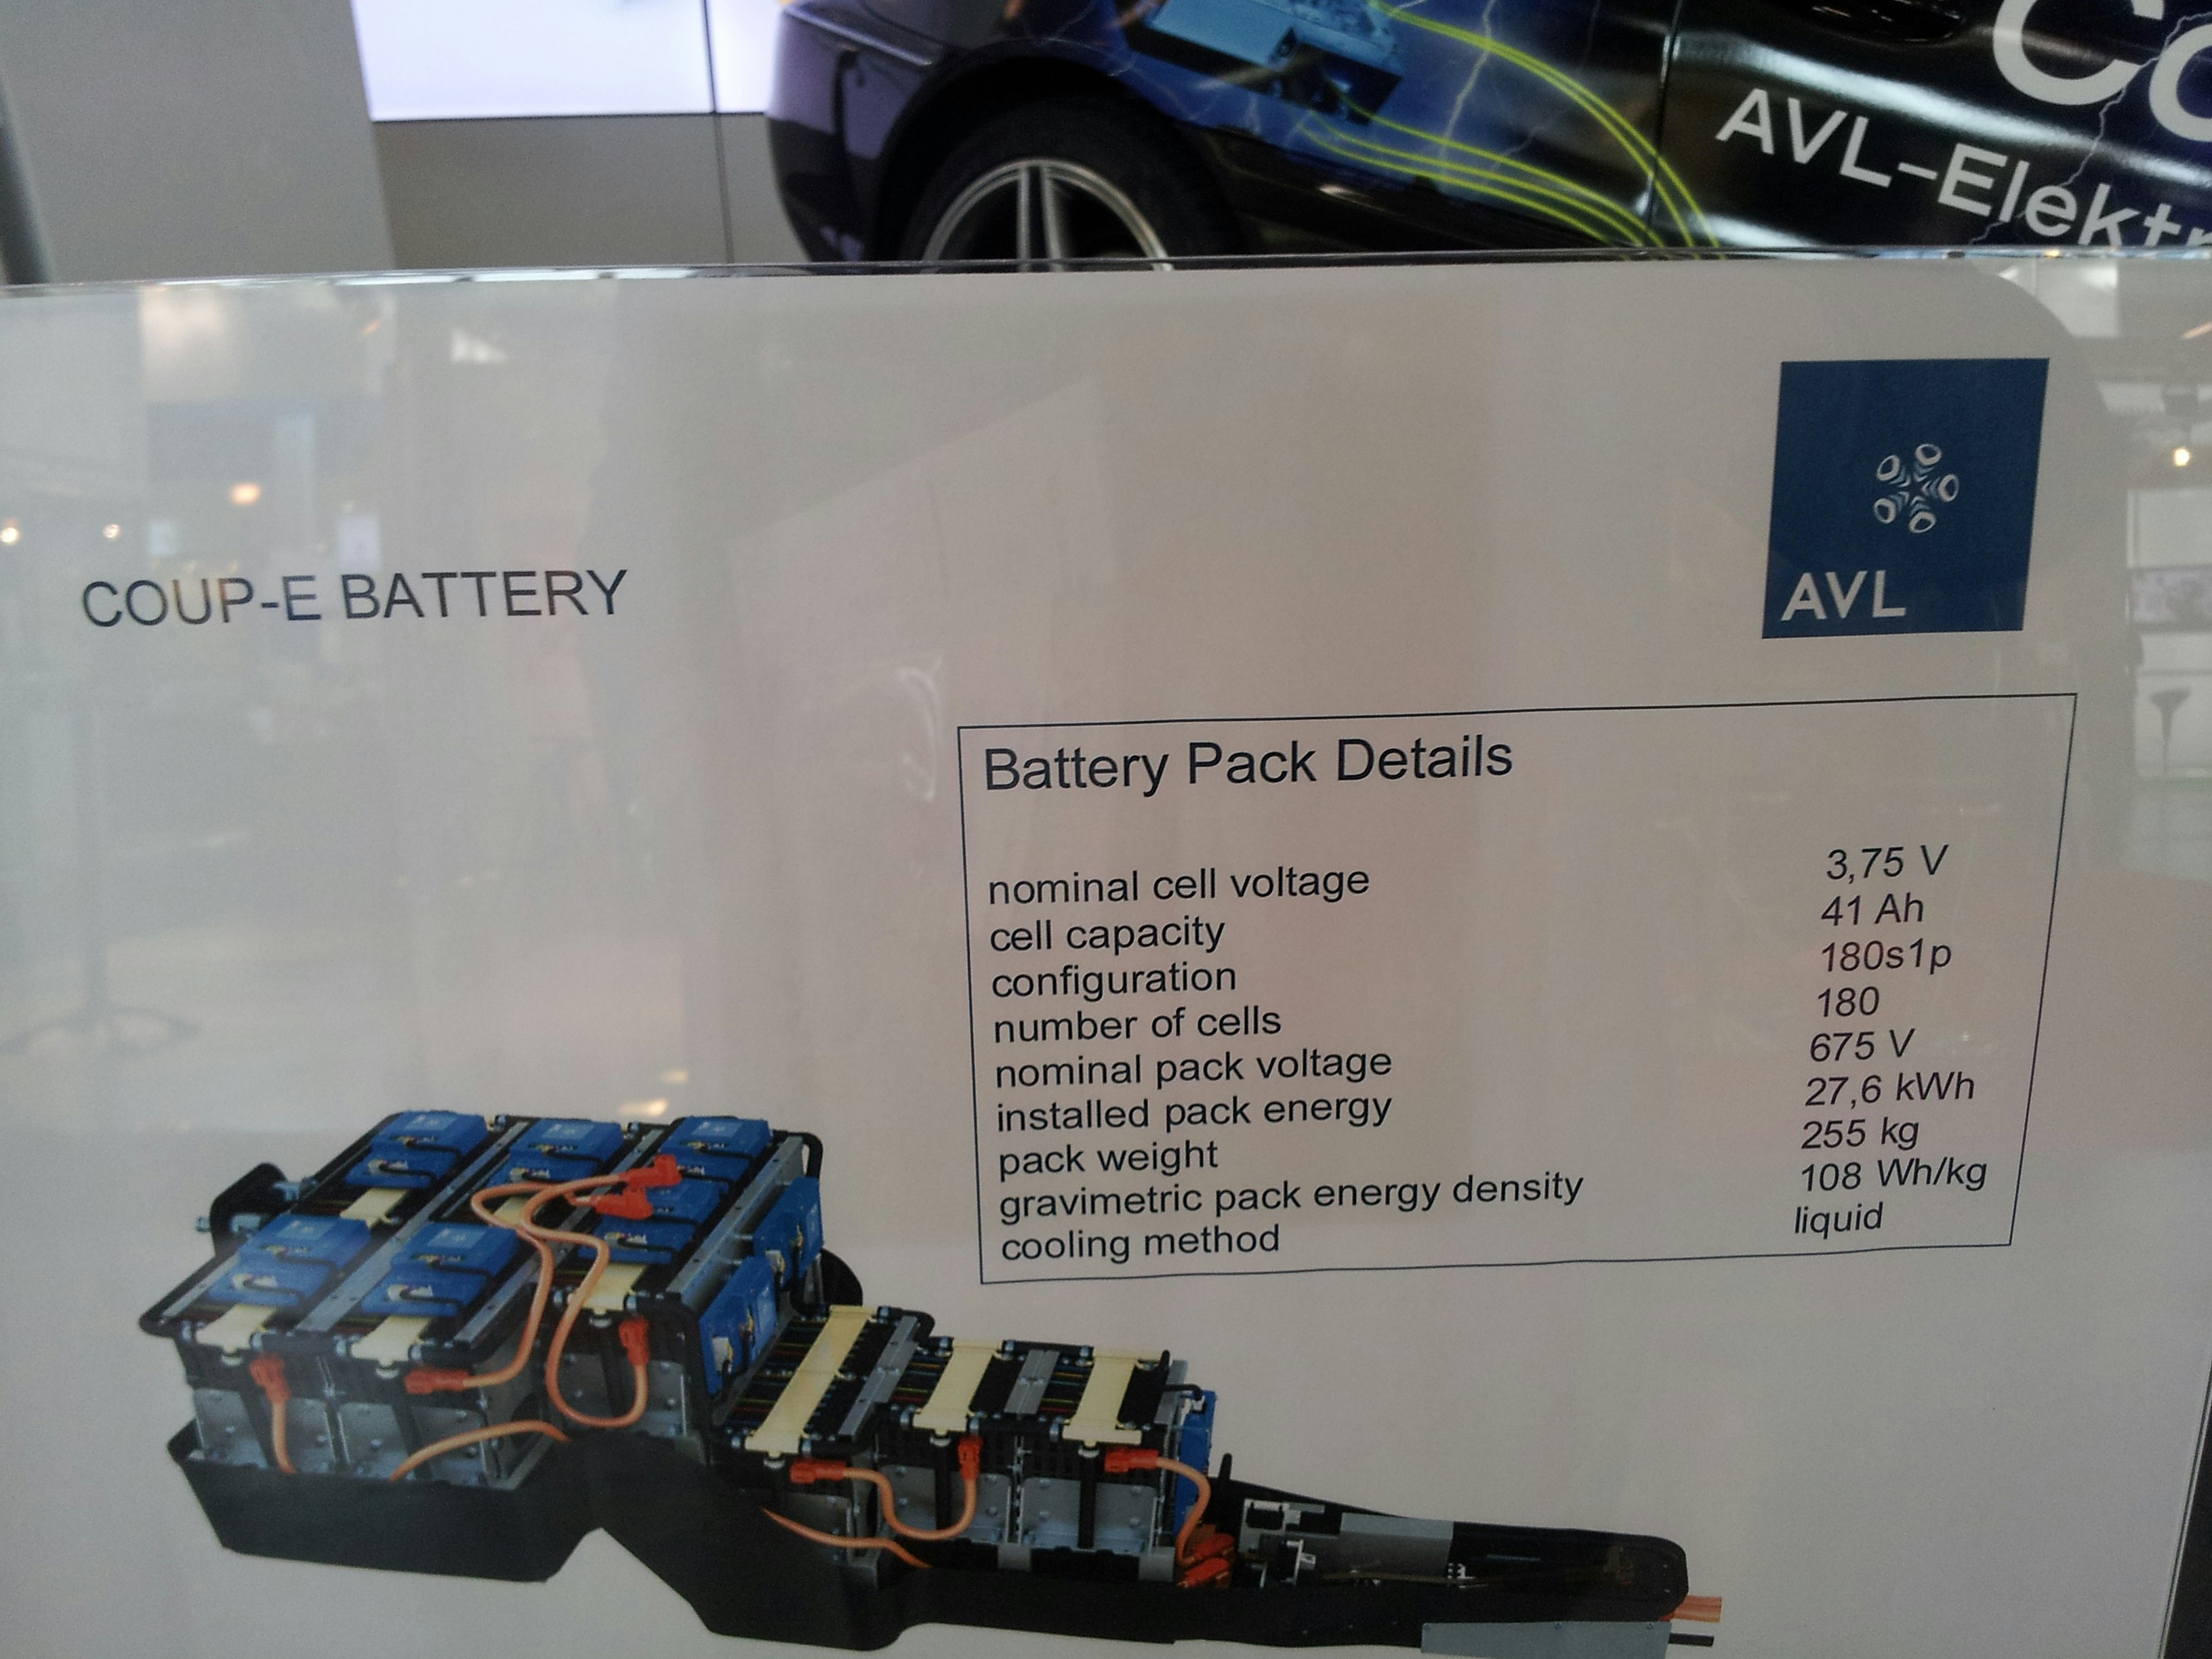 Co
AVL-Elektr
AVL
COUP-E BATTERY
Battery Pack Details
nominal cell voltage 3,75 V
cell capacity 41 Ah
configuration 180s1p
number of cells 180
nominal pack voltage 675 V
installed pack energy 27,6 kWh
pack weight 255 kg
gravimetric pack energy density 108 Wh/kg
cooling method liquid